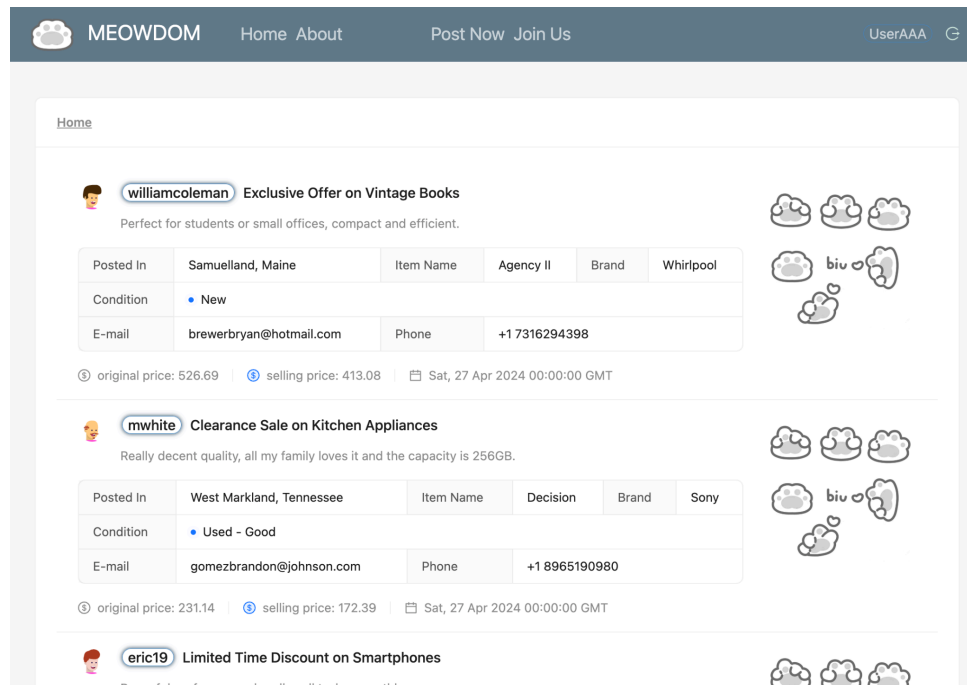 MEOWDOM Home About Post Now Join Us UserAAA
Home
williamcoleman Exclusive Offer on Vintage Books
Perfect for students or small offices, compact and efficient.
Posted In Samuelland, Maine Item Name Agency II Brand Whirlpool
Condition New
E-mail brewerbryan@hotmail.com Phone +1 7316294398
original price: 526.69 selling price: 413.08 Sat, 27 Apr 2024 00:00:00 GMT
biu
mwhite Clearance Sale on Kitchen Appliances
Really decent quality, all my family loves it and the capacity is 256GB.
Posted In West Markland, Tennessee Item Name Decision Brand Sony
Condition Used - Good
E-mail gomezbrandon@johnson.com Phone +1 8965190980
original price: 231.14 selling price: 172.39 Sat, 27 Apr 2024 00:00:00 GMT
biu
eric19 Limited Time Discount on Smartphones